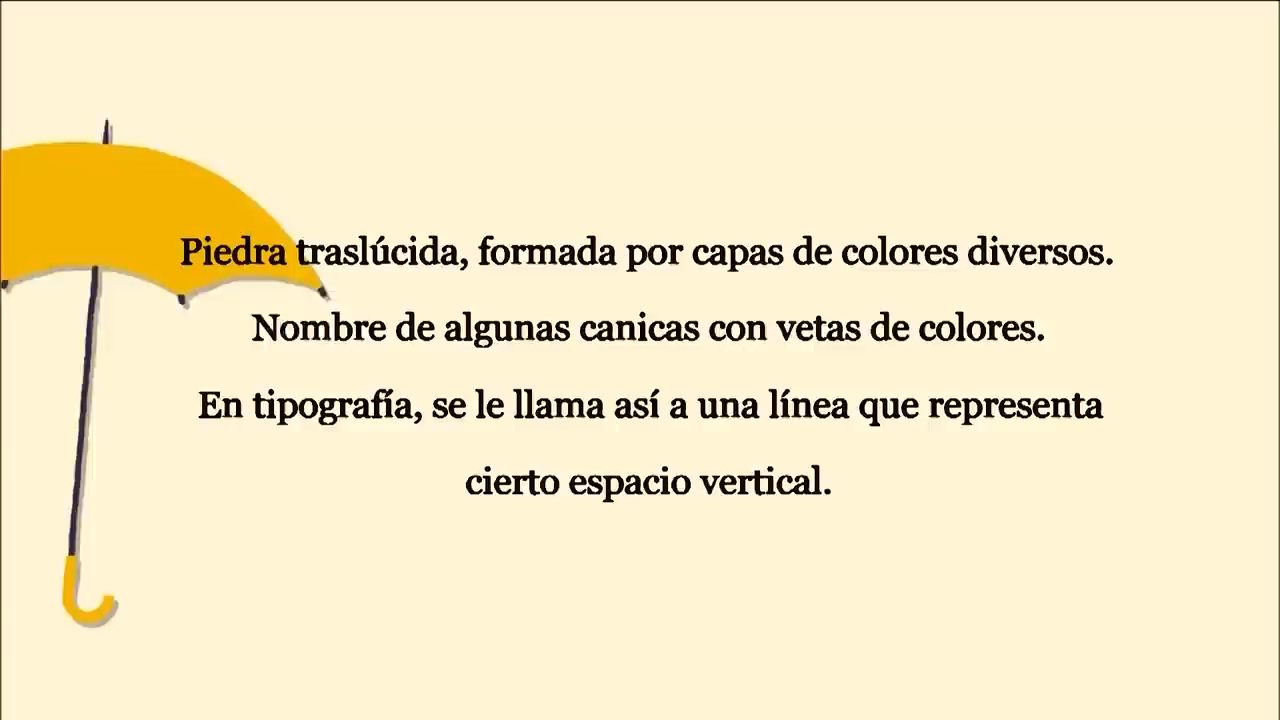 Piedra traslúcida, formada por capas de colores diversos.
Nombre de algunas canicas con vetas de colores.
En tipografía, se le llama así a una línea que representa
cierto espacio vertical.